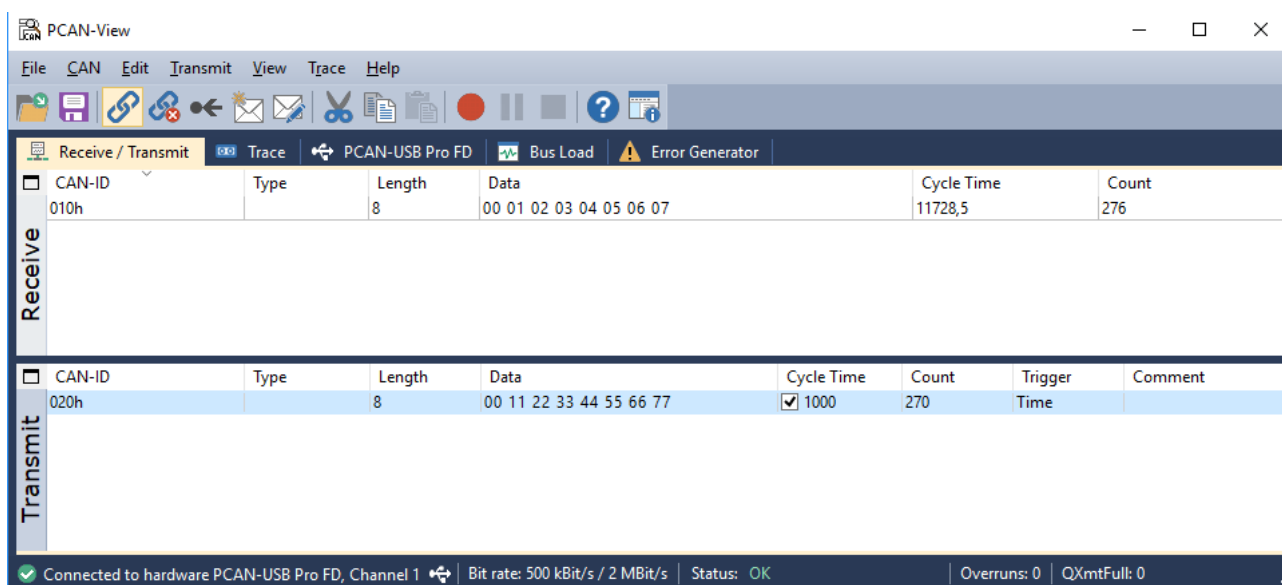 PCAN-View
File CAN Edit Transmit View Trace Help
Receive / Transmit Trace PCAN-USB Pro FD Bus Load Error Generator
CAN-ID Type Length Data Cycle Time Count
010h 8 00 01 02 03 04 05 06 07 11728,5 276
Receive
CAN-ID Type Length Data Cycle Time Count Trigger Comment
020h 8 00 11 22 33 44 55 66 77 1000 270 Time
Transmit
Connected to hardware PCAN-USB Pro FD, Channel 1 Bit rate: 500 kBit/s / 2 MBit/s Status: OK Overruns: 0 QXmtFull: 0